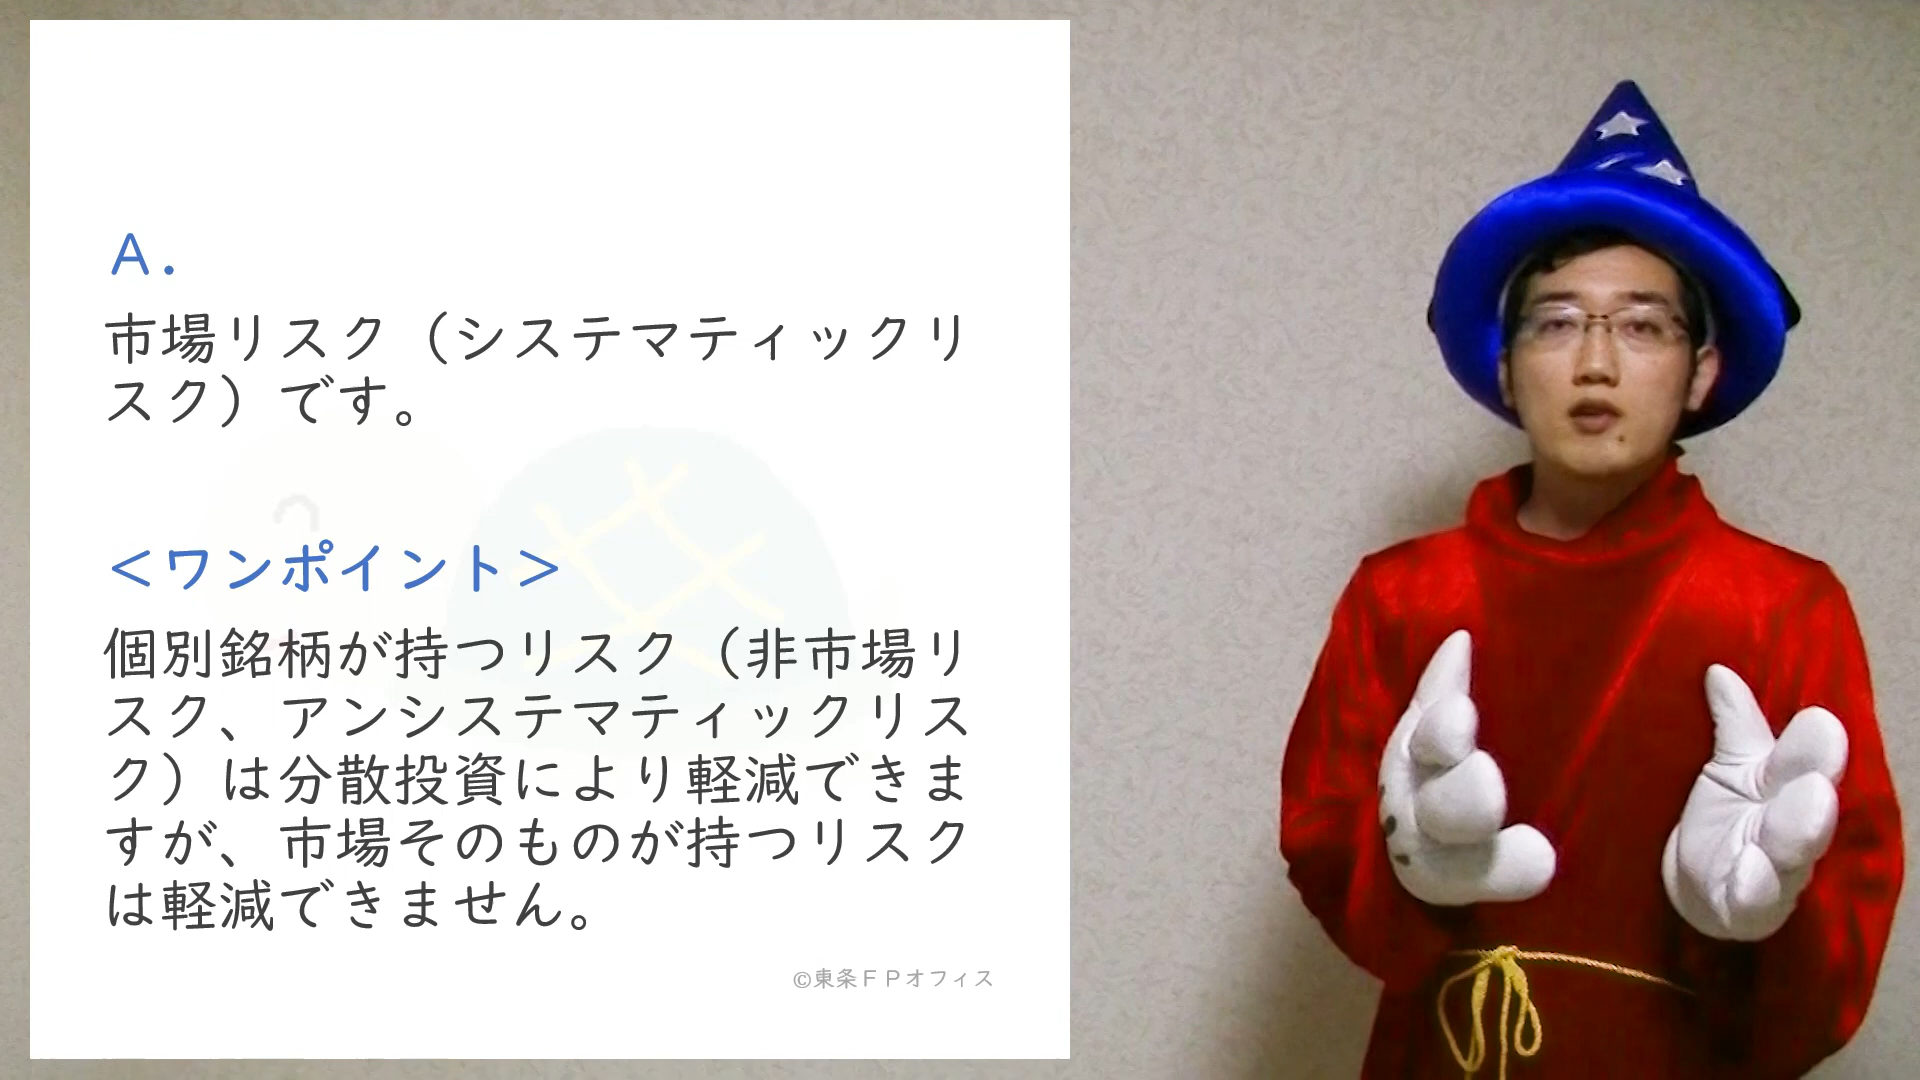 A.
市場リスク（システマティックリ
スク）です。
＜ワンポイント＞
個別銘柄が持つリスク（非市場リ
スク、アンシステマティックリス
ク）は分散投資により軽減できま
すが、市場そのものが持つリスク
は軽減できません。
©東条ＦＰオフィス